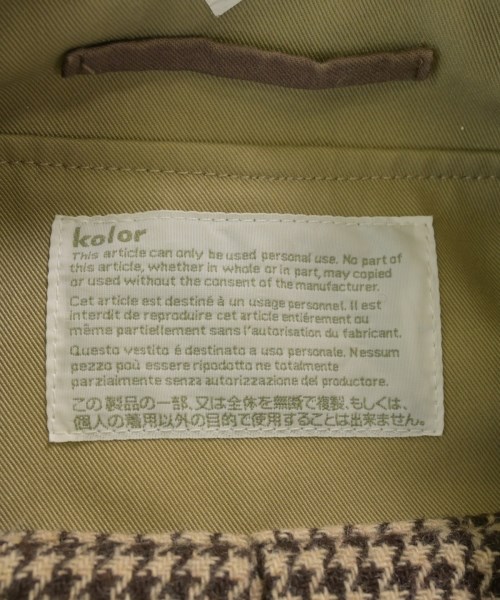 kolor
This article can only be used personal use. No part of
this article, whether in whole or in part, may copied
or used without the consent of the manufacturer.
Cet article est destiné à un usage personnel. Il est
interdit de reproduire cet article entiérement ou
même partiellement sans l'autorisation du fabricant.
Questo vestito é destinato a uso personale. Nessum
pezzo poù essere ripodotto ne totalmente
parzialmente senza autorizzazione del productore.
この製品の一部、又は全体を無断で複製、もしくは、
個人の着用以外の目的で使用することは出来ません。